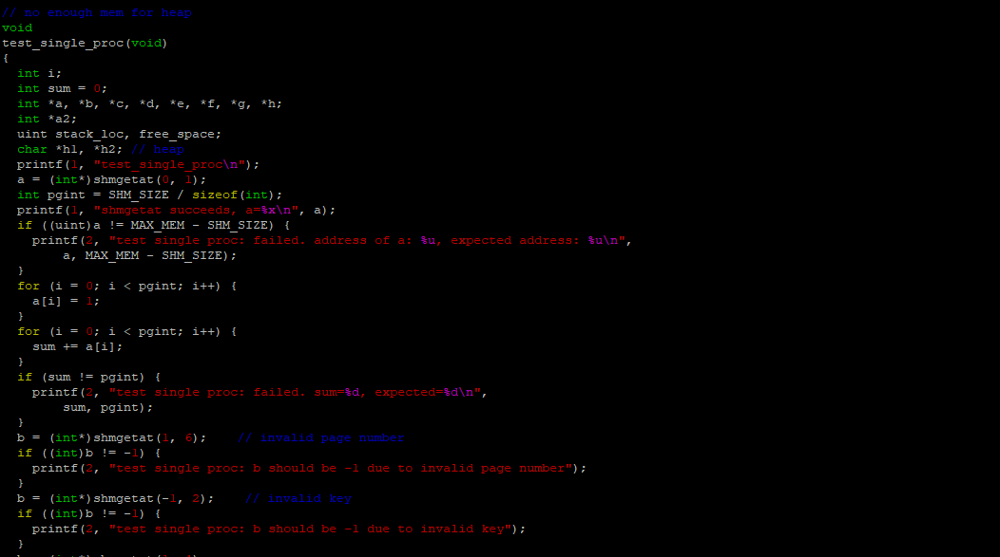 // no enough mem for heap
void
test_single_proc(void)
{
  int i;
  int sum = 0;
  int *a, *b, *c, *d, *e, *f, *g, *h;
  int *a2;
  uint stack_loc, free_space;
  char *h1, *h2; // heap
  printf(1, "test_single_proc\n");
  a = (int*)shmgetat(0, 1);
  int pgint = SHM_SIZE / sizeof(int);
  printf(1, "shmgetat succeeds, a=%x\n", a);
  if ((uint)a != MAX_MEM - SHM_SIZE) {
    printf(2, "test single proc: failed. address of a: %u, expected address: %u\n",
        a, MAX_MEM - SHM_SIZE);
  }
  for (i = 0; i < pgint; i++) {
    a[i] = 1;
  }
  for (i = 0; i < pgint; i++) {
    sum += a[i];
  }
  if (sum != pgint) {
    printf(2, "test single proc: failed. sum=%d, expected=%d\n",
        sum, pgint);
  }
  b = (int*)shmgetat(1, 6);    // invalid page number
  if ((int)b != -1) {
    printf(2, "test single proc: b should be -1 due to invalid page number");
  }
  b = (int*)shmgetat(-1, 2);    // invalid key
  if ((int)b != -1) {
    printf(2, "test single proc: b should be -1 due to invalid key");
  }